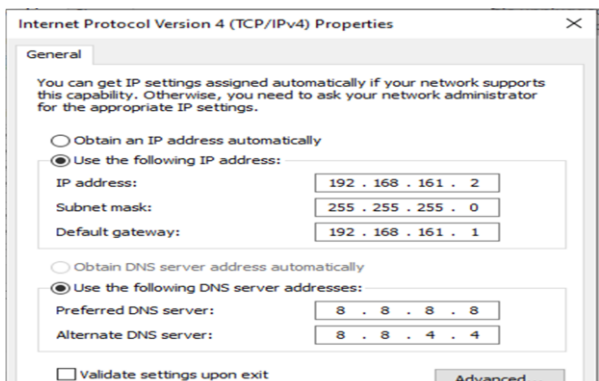 Internet Protocol Version 4 (TCP/IPv4) Properties
General
You can get IP settings assigned automatically if your network supports
this capability. Otherwise, you need to ask your network administrator
for the appropriate IP settings.
Obtain an IP address automatically
Use the following IP address:
IP address: 192 . 168 . 161 . 2
Subnet mask: 255 . 255 . 255 . 0
Default gateway: 192 . 168 . 161 . 1
Obtain DNS server address automatically
Use the following DNS server addresses:
Preferred DNS server: 8 . 8 . 8 . 8
Alternate DNS server: 8 . 8 . 4 . 4
Validate settings upon exit
Advanced